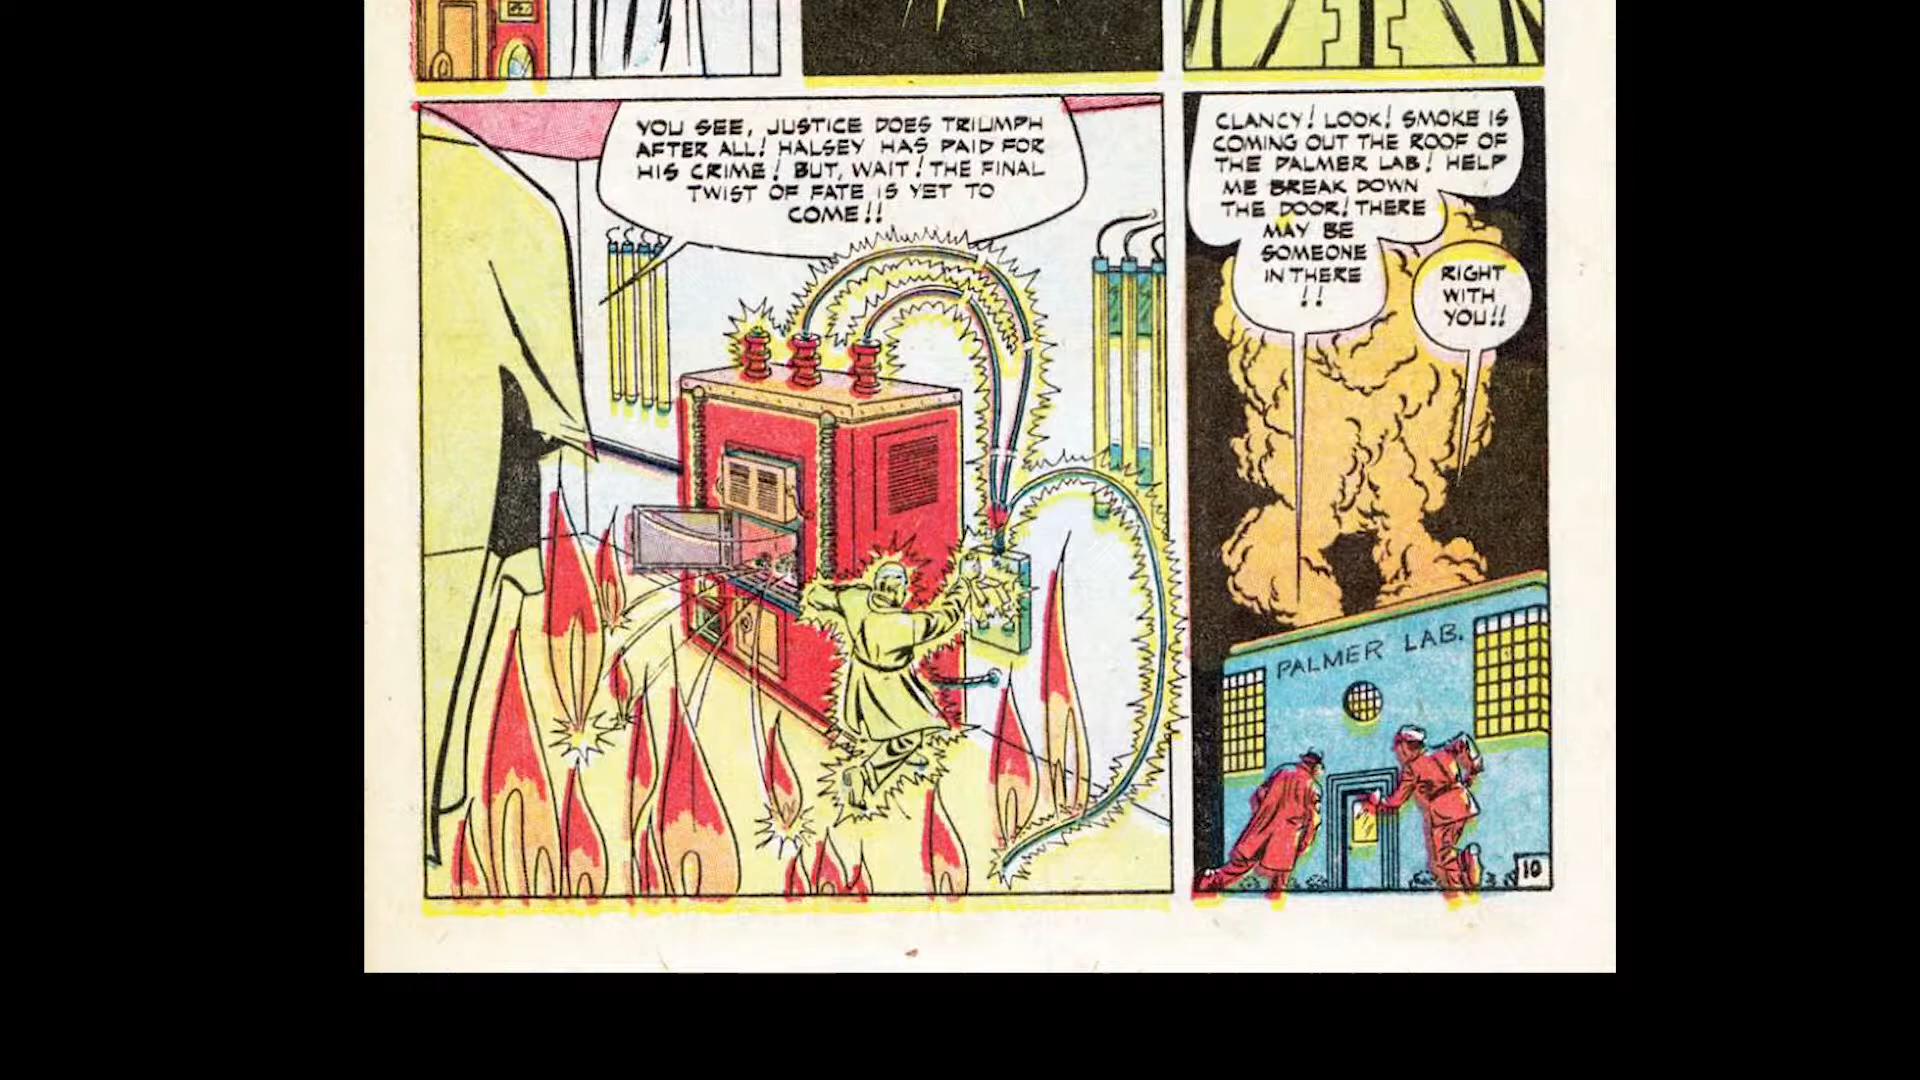 YOU SEE, JUSTICE DOES TRIUMPH
AFTER ALL! HALSEY HAS PAID FOR
HIS CRIME! BUT, WAIT! THE FINAL
TWIST OF FATE IS YET TO
COME!!
CLANCY! LOOK! SMOKE IS
COMING OUT THE ROOF OF
THE PALMER LAB! HELP
ME BREAK DOWN
THE DOOR! THERE
MAY BE
SOMEONE
IN THERE
!!
RIGHT
WITH
YOU!!
PALMER LAB.
10